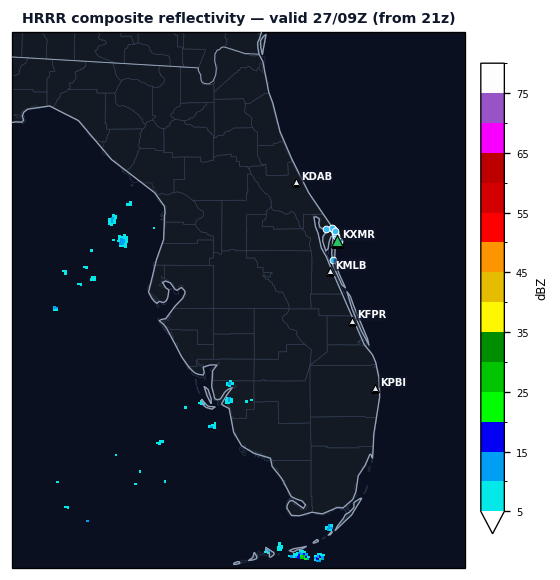 HRRR composite reflectivity — valid 27/09Z (from 21z)
KDAB
KXMR
KMLB
KFPR
KPBI
75
65
55
45
35
25
15
5
dBZ